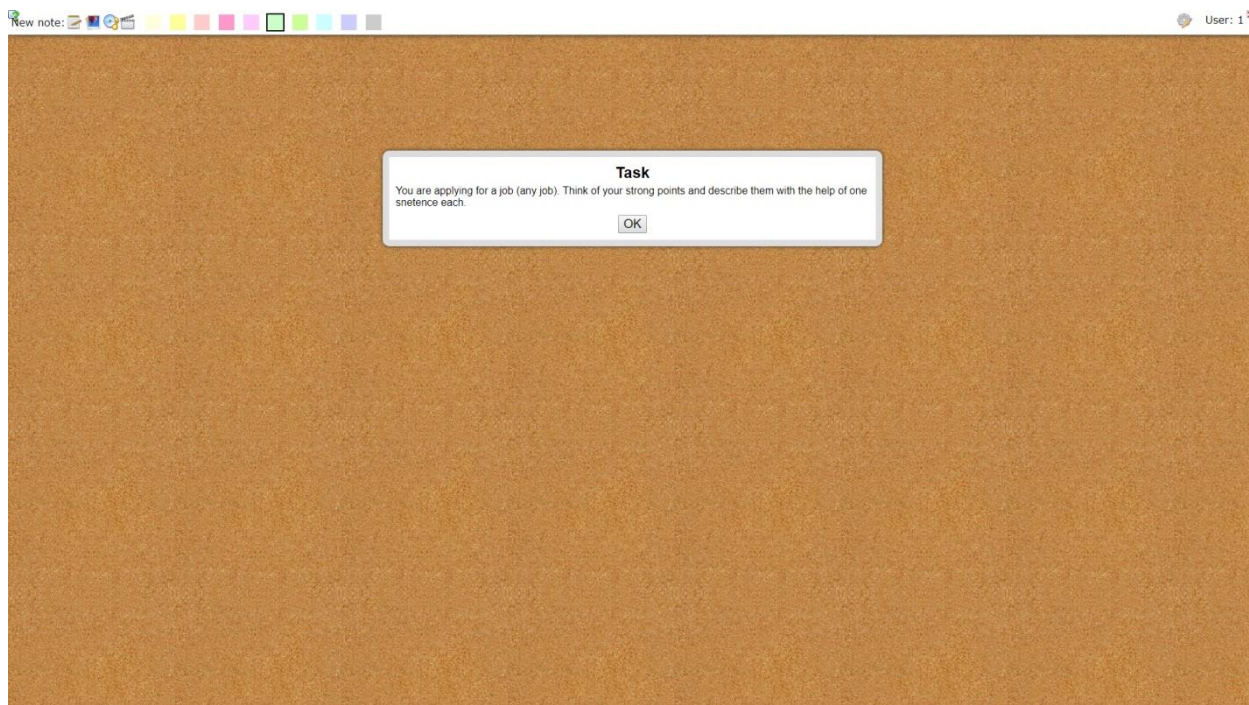 New note:
User: 1
Task
You are applying for a job (any job). Think of your strong points and describe them with the help of one
snetence each.
OK